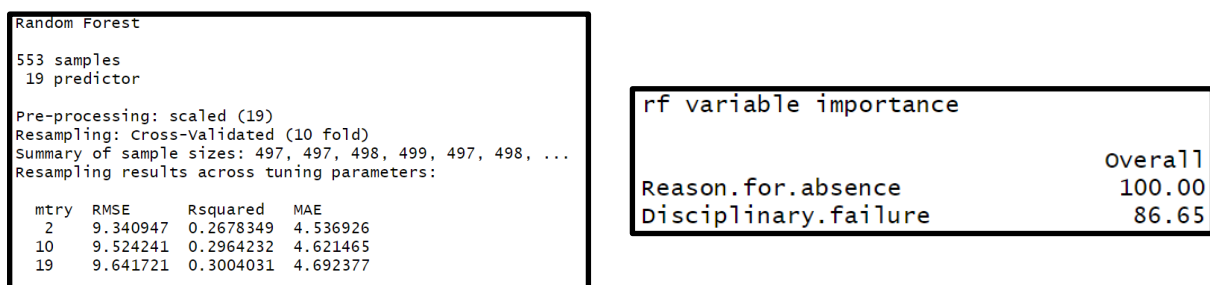 Random Forest
553 samples
19 predictor
Pre-processing: scaled (19)
Resampling: Cross-Validated (10 fold)
Summary of sample sizes: 497, 497, 498, 499, 497, 498, ...
Resampling results across tuning parameters:
mtry RMSE Rsquared MAE
2 9.340947 0.2678349 4.536926
10 9.524241 0.2964232 4.621465
19 9.641721 0.3004031 4.692377
rf variable importance
Overall
Reason.for.absence 100.00
Disciplinary.failure 86.65